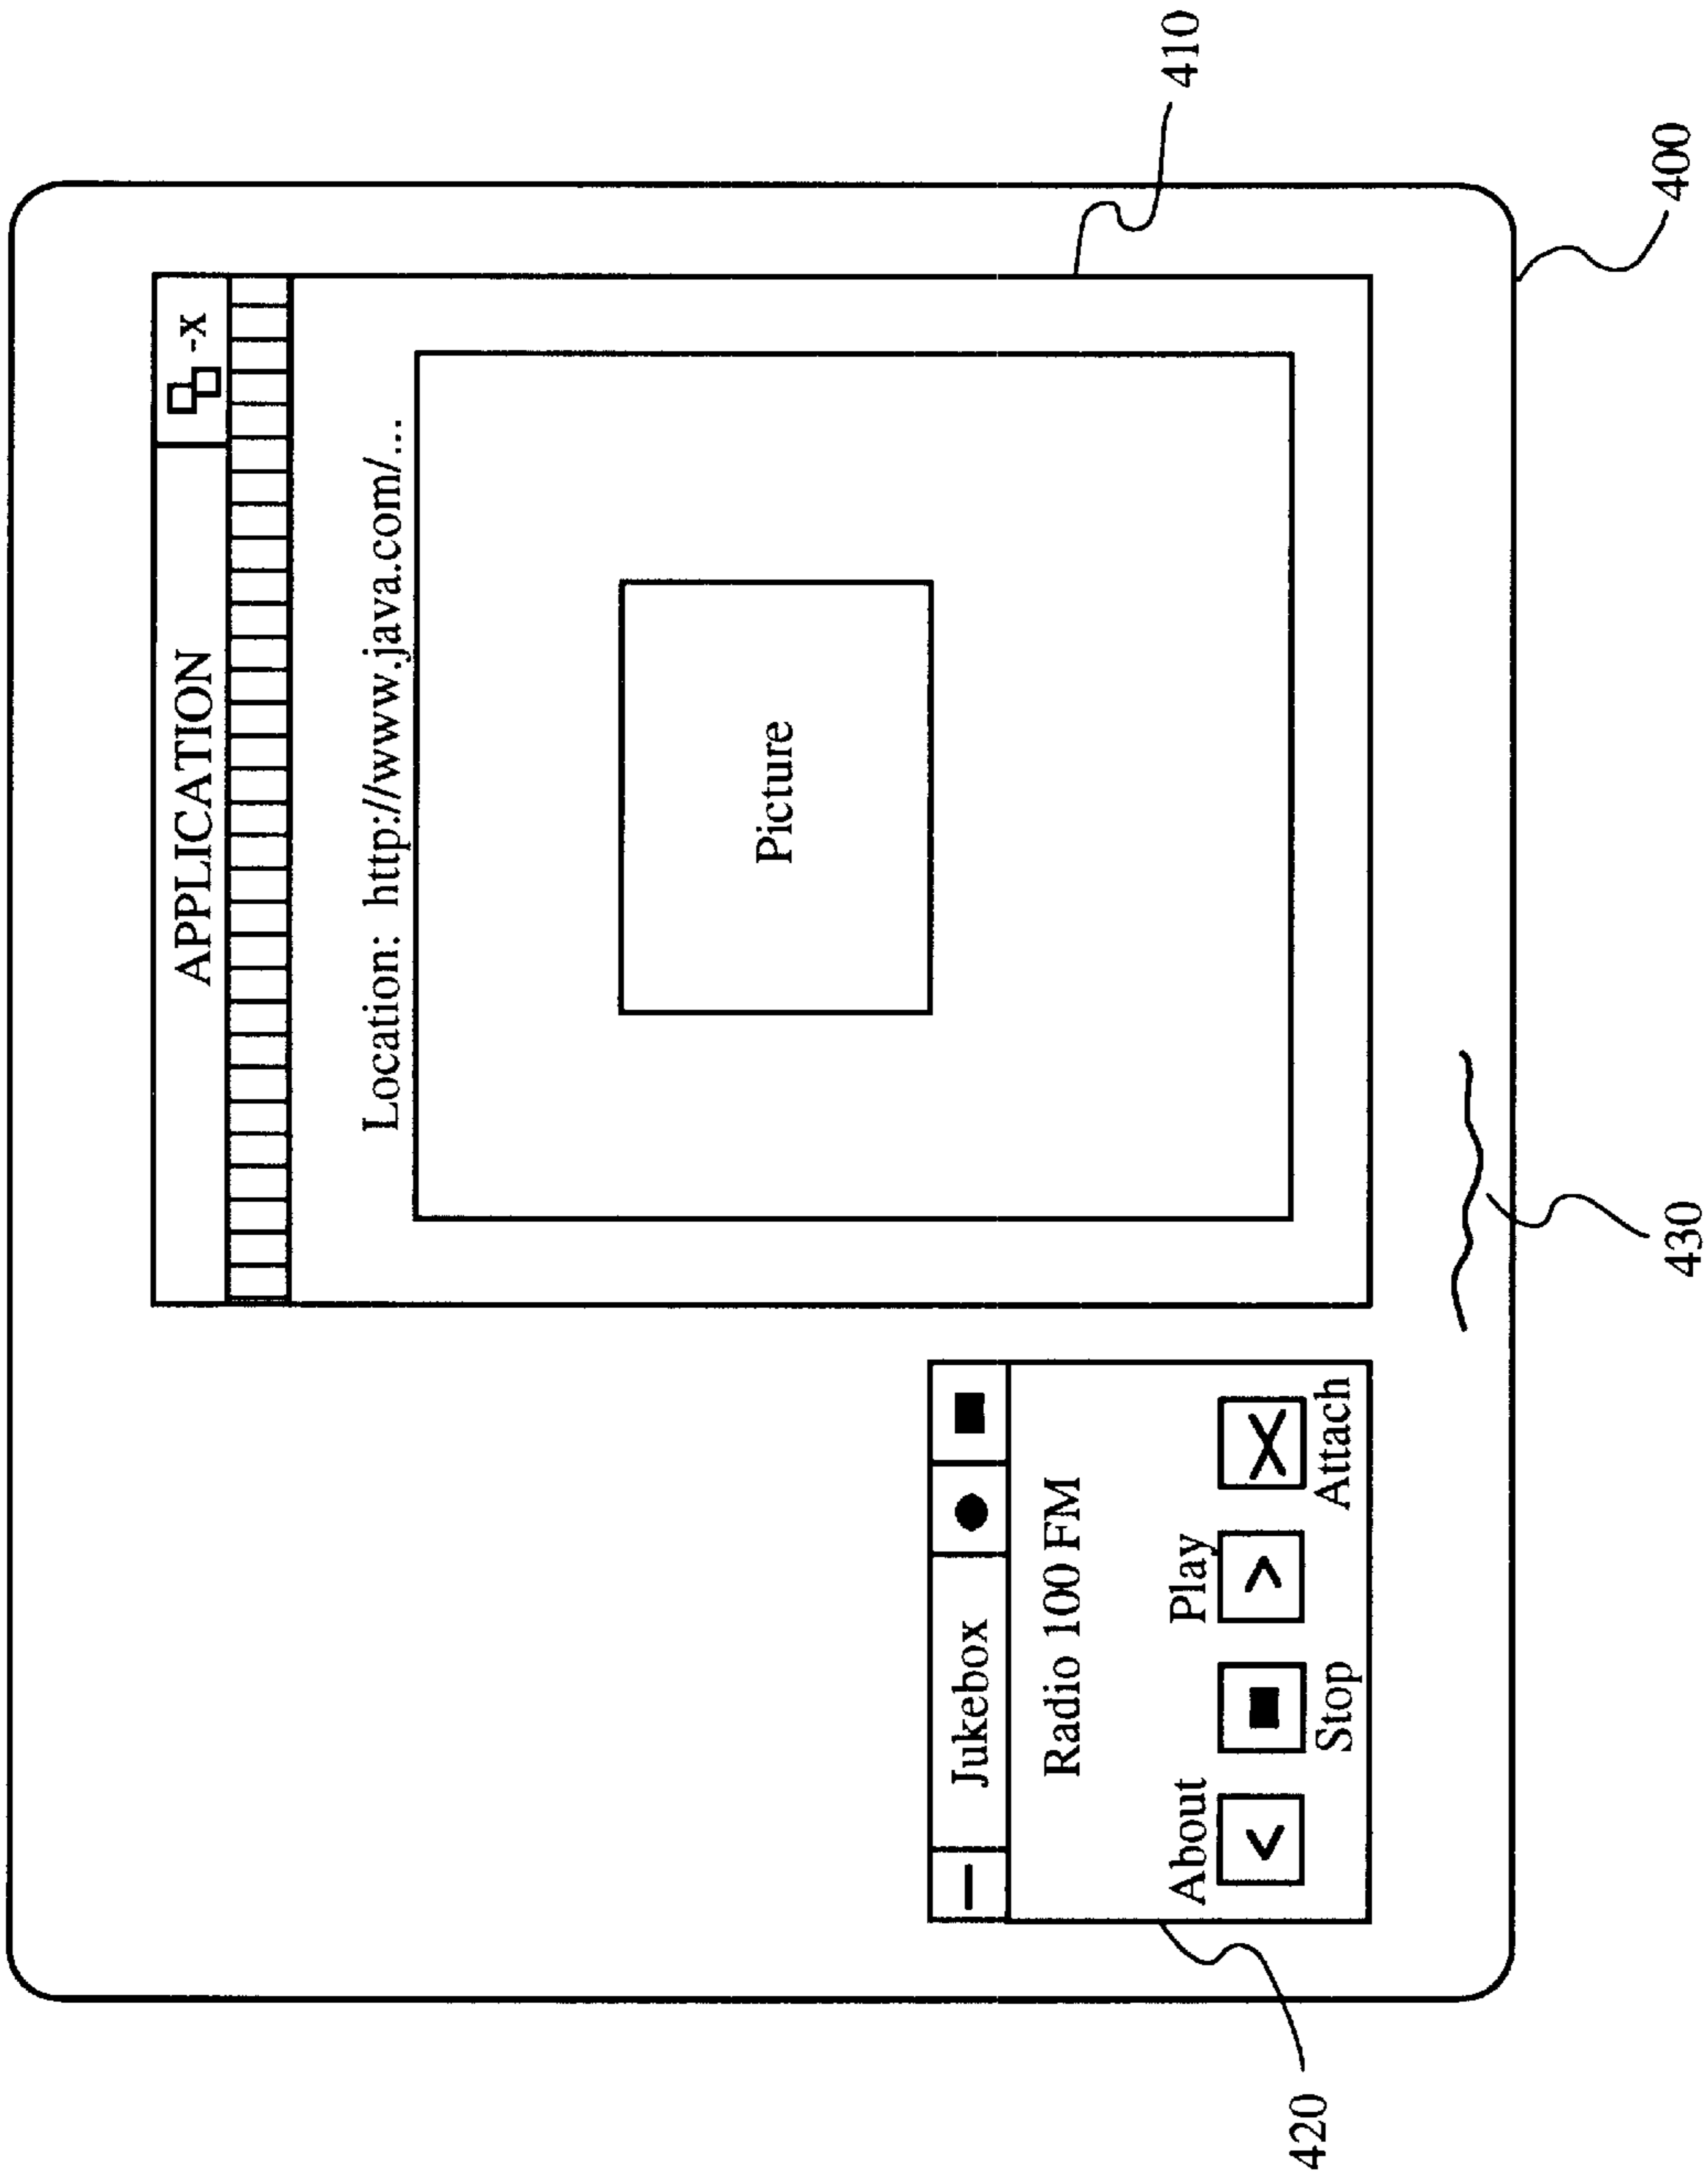 APPLICATION
-x
Location: http://www.java.com/...
Picture
Jukebox
Radio 100 FM
About
Play
Stop
Attach
420
430
400
410